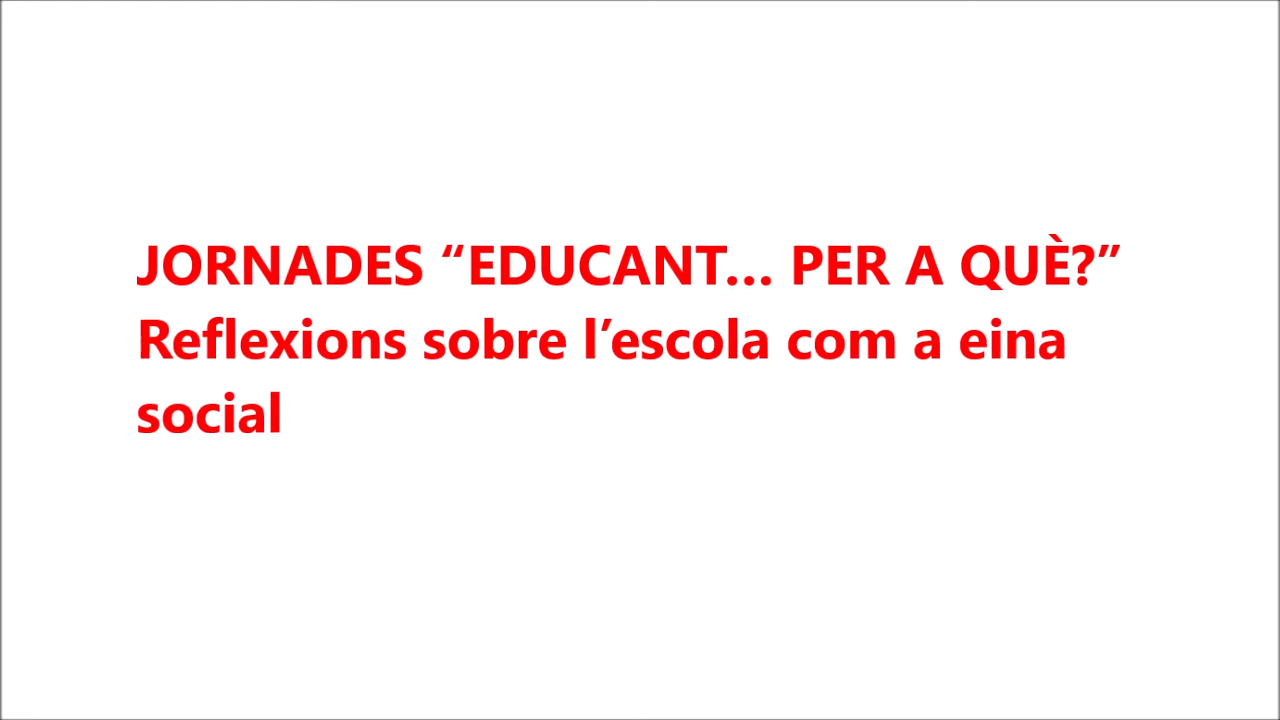 JORNADES “EDUCANT… PER A QUÈ?”
Reflexions sobre l’escola com a eina
social